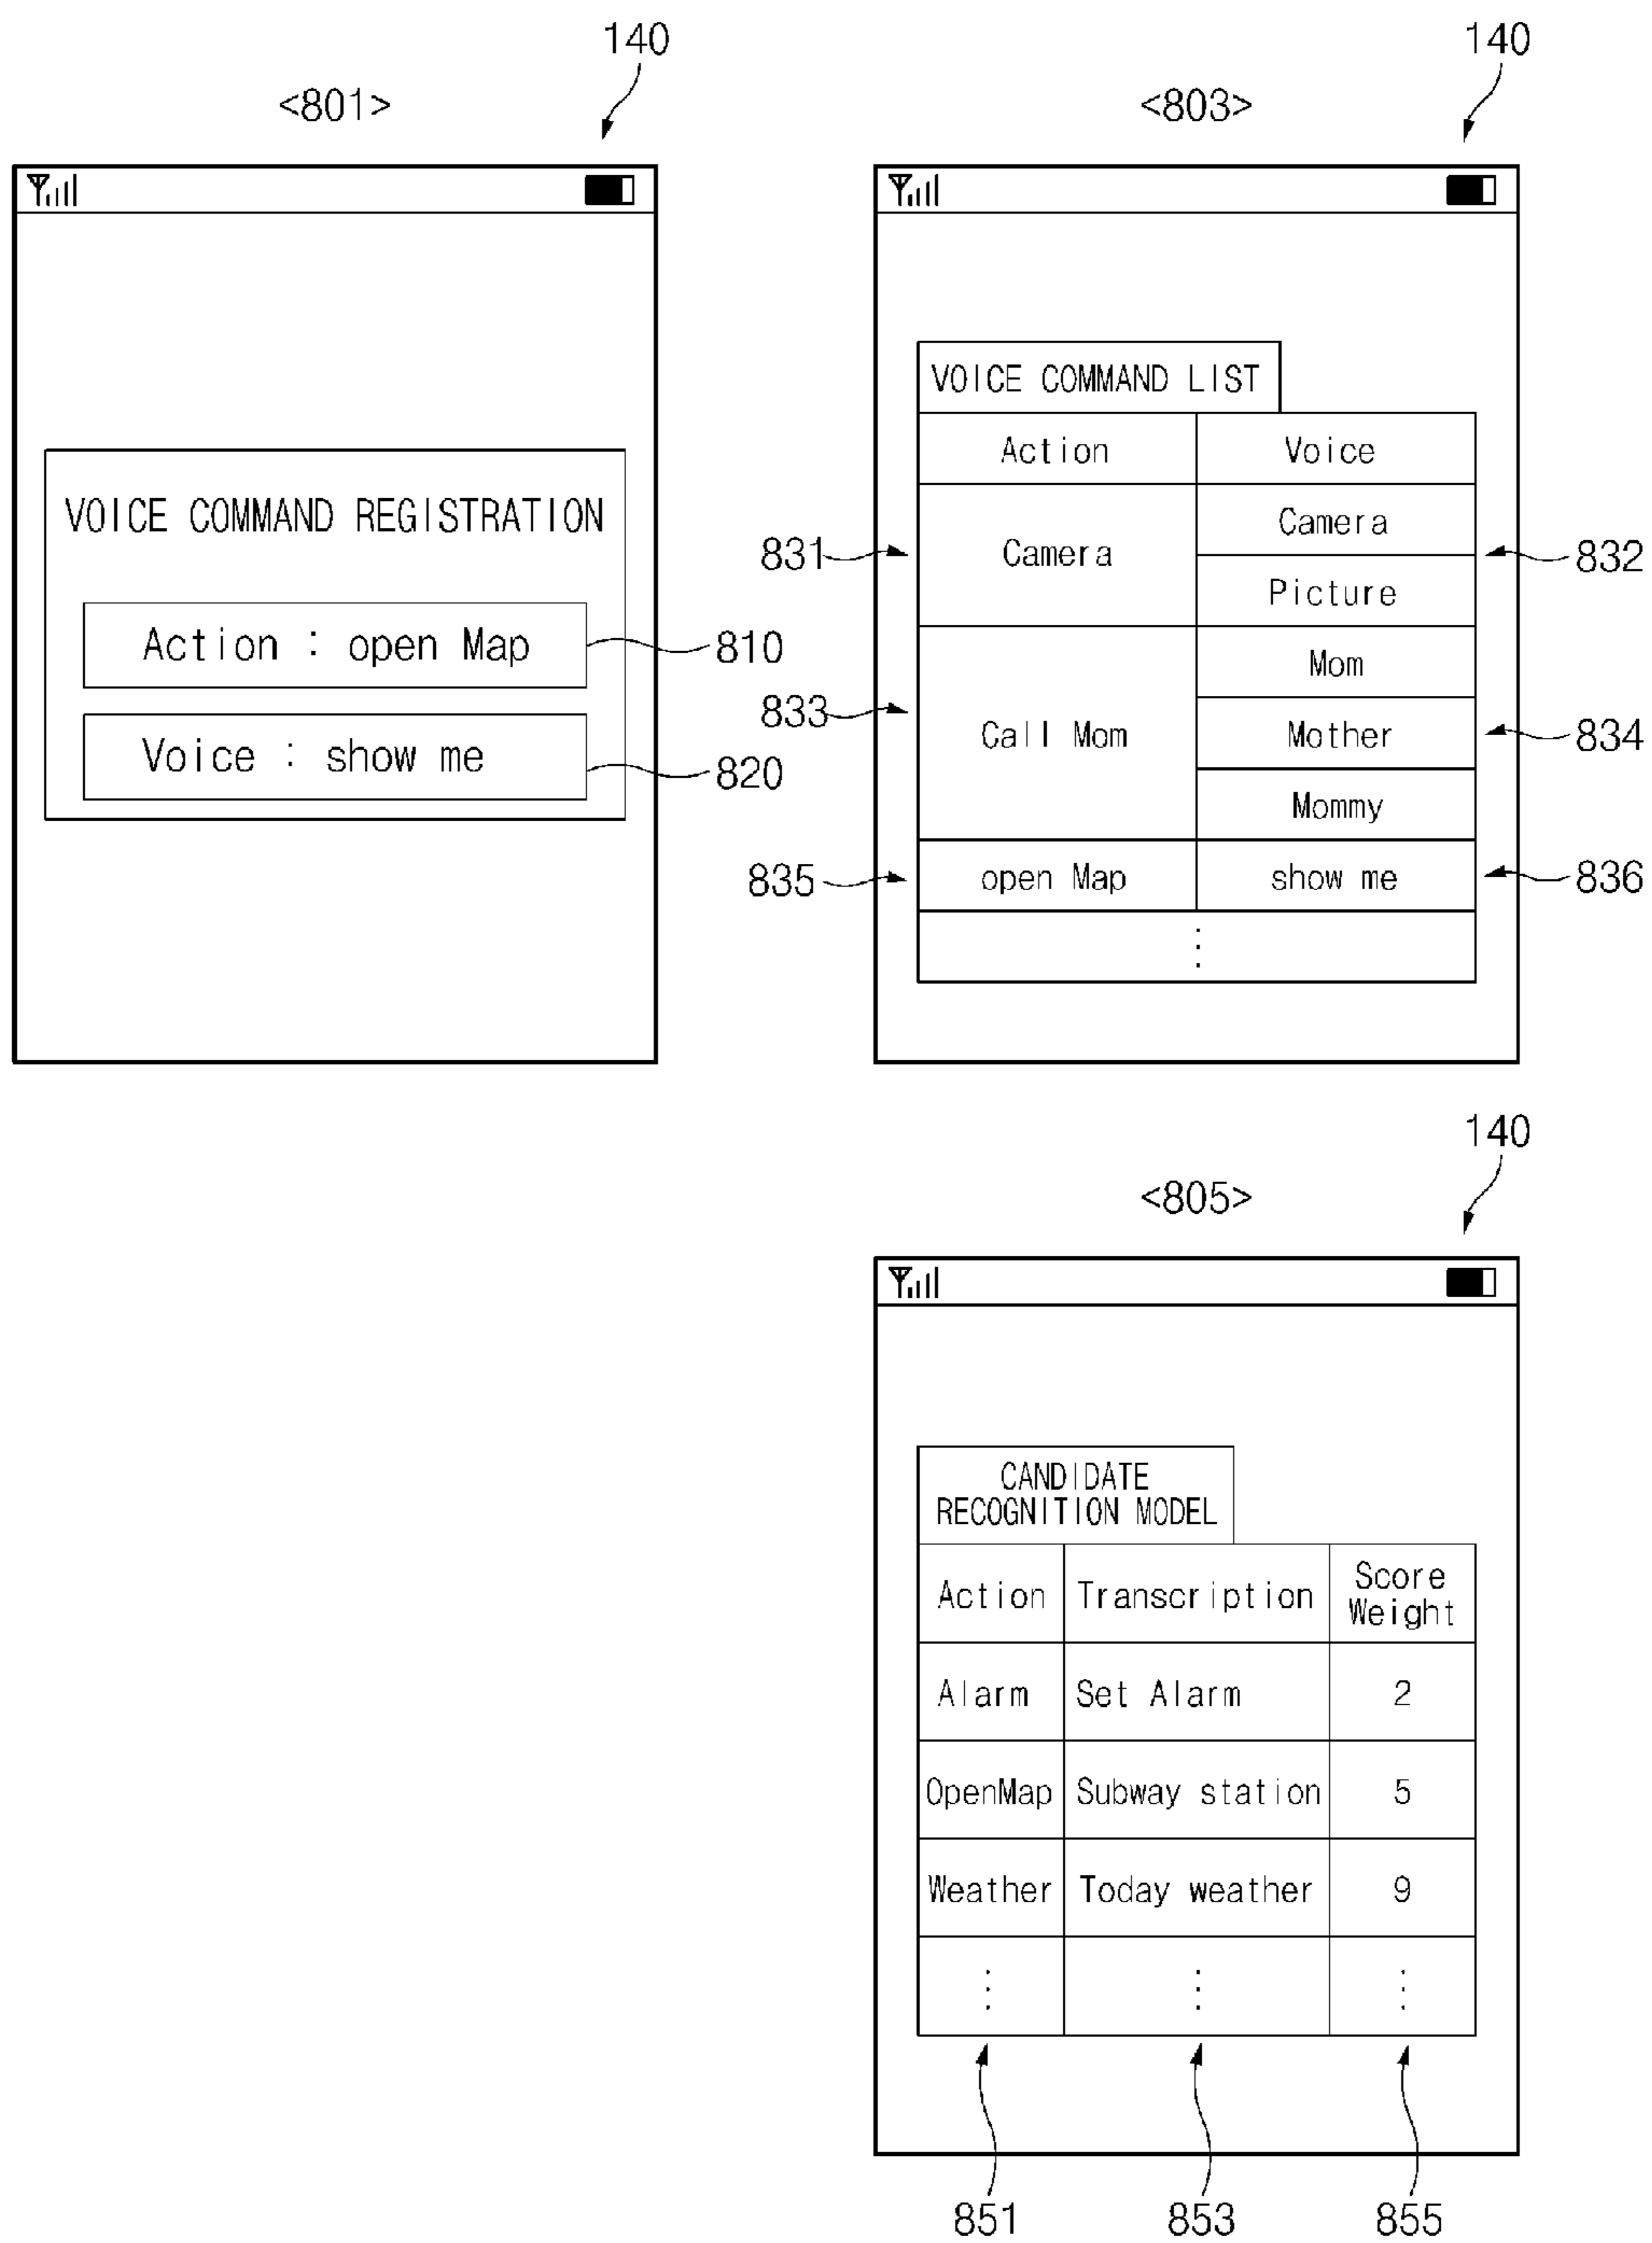 140
<801>
VOICE COMMAND REGISTRATION
Action : open Map
810
Voice : show me
820
140
<803>
VOICE COMMAND LIST
Action Voice
831 Camera Camera 832
Picture
833 Call Mom Mom
Mother 834
Mommy
835 open Map show me 836
140
<805>
CANDIDATE
RECOGNITION MODEL
Action Transcription Score Weight
Alarm Set Alarm 2
OpenMap Subway station 5
Weather Today weather 9
851 853 855